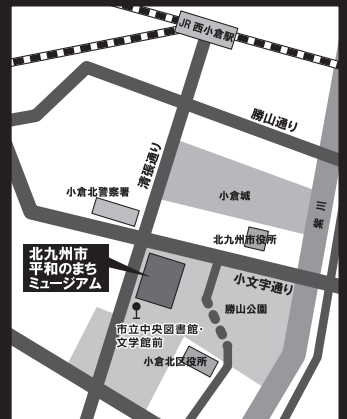 JR 西小倉駅
勝山通り
清張通り
小倉北警察署
小倉城
紫川
北九州市役所
北九州市
平和のまち
ミュージアム
小文字通り
勝山公園
市立中央図書館・
文学館前
小倉北区役所